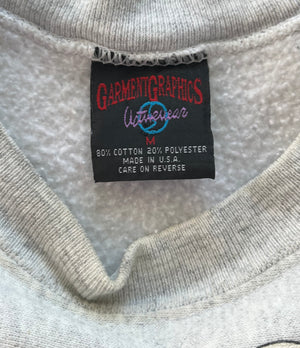 GARMENTGRAPHICS
Activewear
M
80% COTTON 20% POLYESTER
MADE IN U.S.A.
CARE ON REVERSE